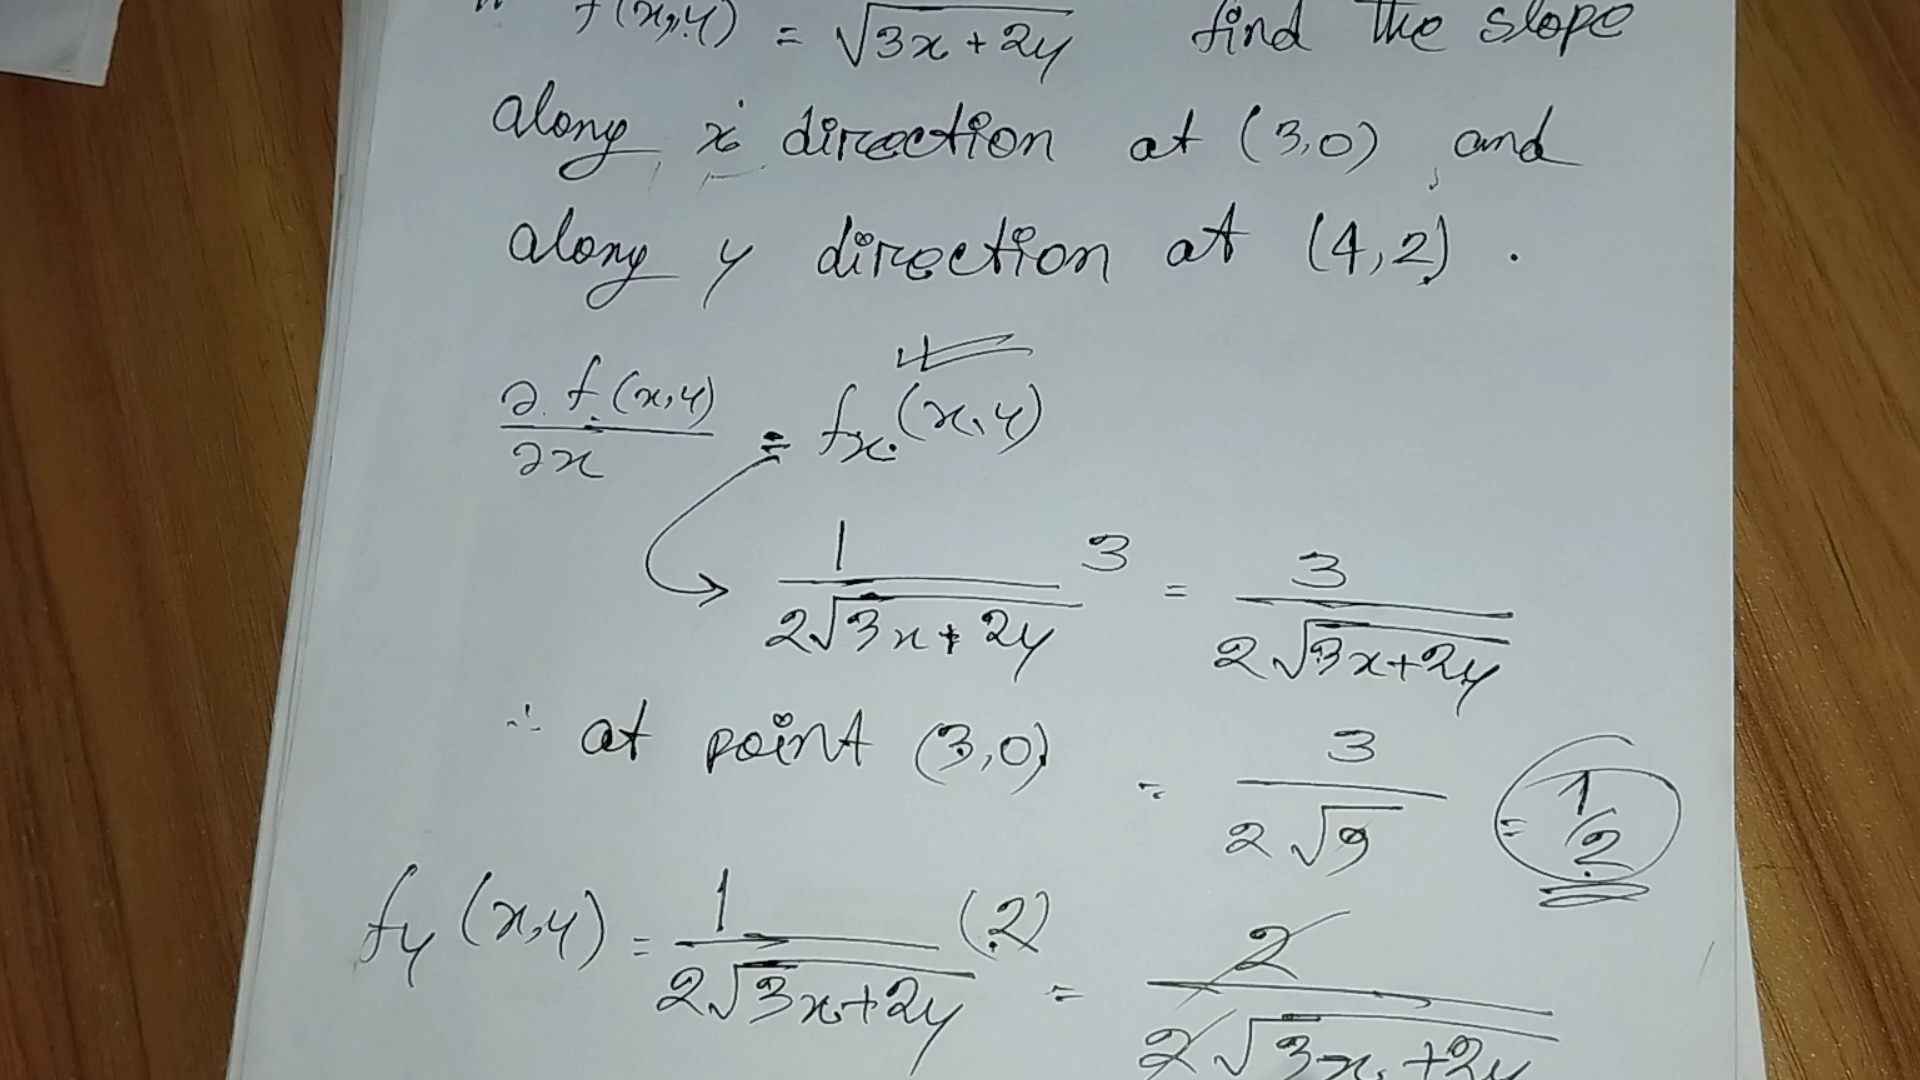 f(x,y) = √3x+2y find the slope
along x direction at (3,0) and
along y direction at (4,2).
∂f(x,y)/∂x = fx(x,y)
1/2√3x+2y 3 = 3/2√3x+2y
∴ at point (3,0) = 3/2√9 = 1/2
fy(x,y) = 1/2√3x+2y (2) = 2/2√3x+2y